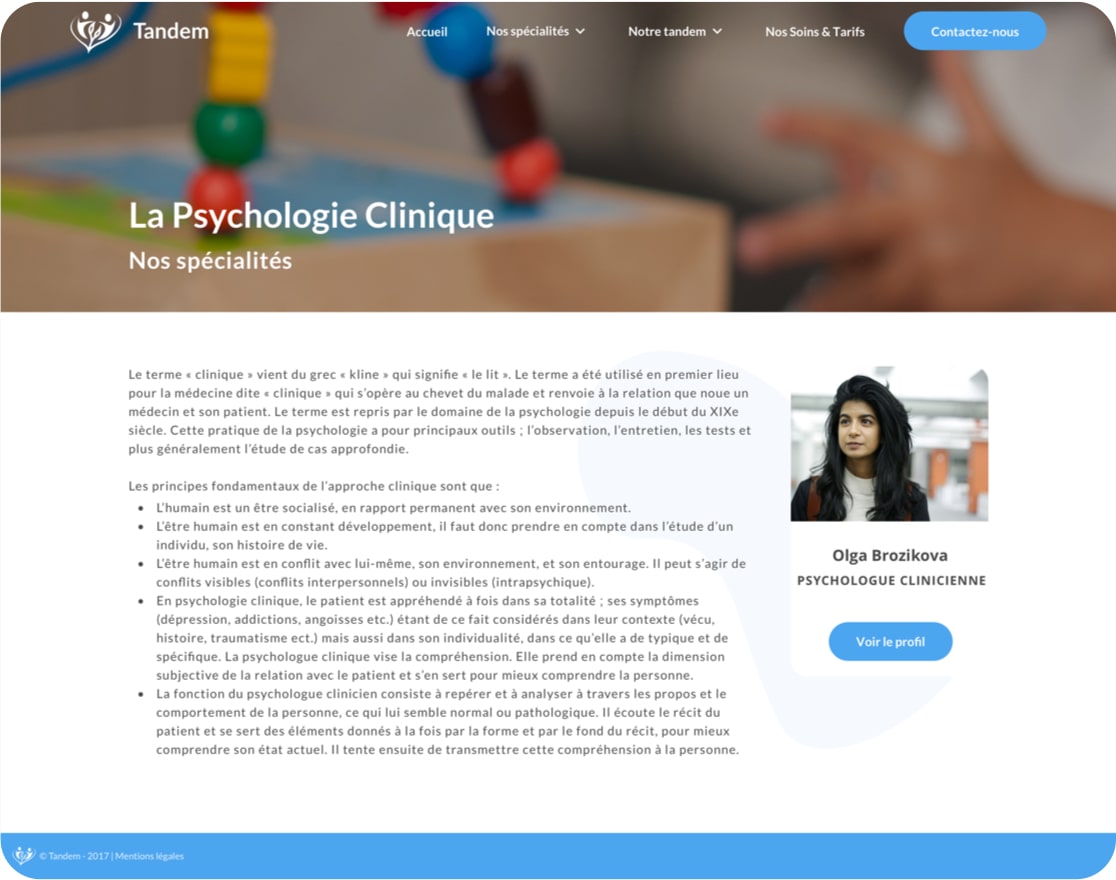 Tandem
Accueil
Nos spécialités
Notre tandem
Nos Soins & Tarifs
Contactez-nous
La Psychologie Clinique
Nos spécialités
Le terme « clinique » vient du grec « kline » qui signifie « le lit ». Le terme a été utilisé en premier lieu
pour la médecine dite « clinique » qui s’opère au chevet du malade et renvoie à la relation que noue un
médecin et son patient. Le terme est repris par le domaine de la psychologie depuis le début du XIXe
siècle. Cette pratique de la psychologie a pour principaux outils ; l’observation, l’entretien, les tests et
plus généralement l’étude de cas approfondie.
Les principes fondamentaux de l’approche clinique sont que :
• L’humain est un être socialisé, en rapport permanent avec son environnement.
• L’être humain est en constant développement, il faut donc prendre en compte dans l’étude d’un
individu, son histoire de vie.
• L’être humain est en conflit avec lui-même, son environnement, et son entourage. Il peut s’agir de
conflits visibles (conflits interpersonnels) ou invisibles (intrapsychique).
• En psychologie clinique, le patient est appréhendé à fois dans sa totalité ; ses symptômes
(dépression, addictions, angoisses etc.) étant de ce fait considérés dans leur contexte (vécu,
histoire, traumatisme ect.) mais aussi dans son individualité, dans ce qu’elle a de typique et de
spécifique. La psychologue clinique vise la compréhension. Elle prend en compte la dimension
subjective de la relation avec le patient et s’en sert pour mieux comprendre la personne.
• La fonction du psychologue clinicien consiste à repérer et à analyser à travers les propos et le
comportement de la personne, ce qui lui semble normal ou pathologique. Il écoute le récit du
patient et se sert des éléments donnés à la fois par la forme et par le fond du récit, pour mieux
comprendre son état actuel. Il tente ensuite de transmettre cette compréhension à la personne.
Olga Brozikova
PSYCHOLOGUE CLINICIENNE
Voir le profil
© Tandem - 2017 | Mentions légales